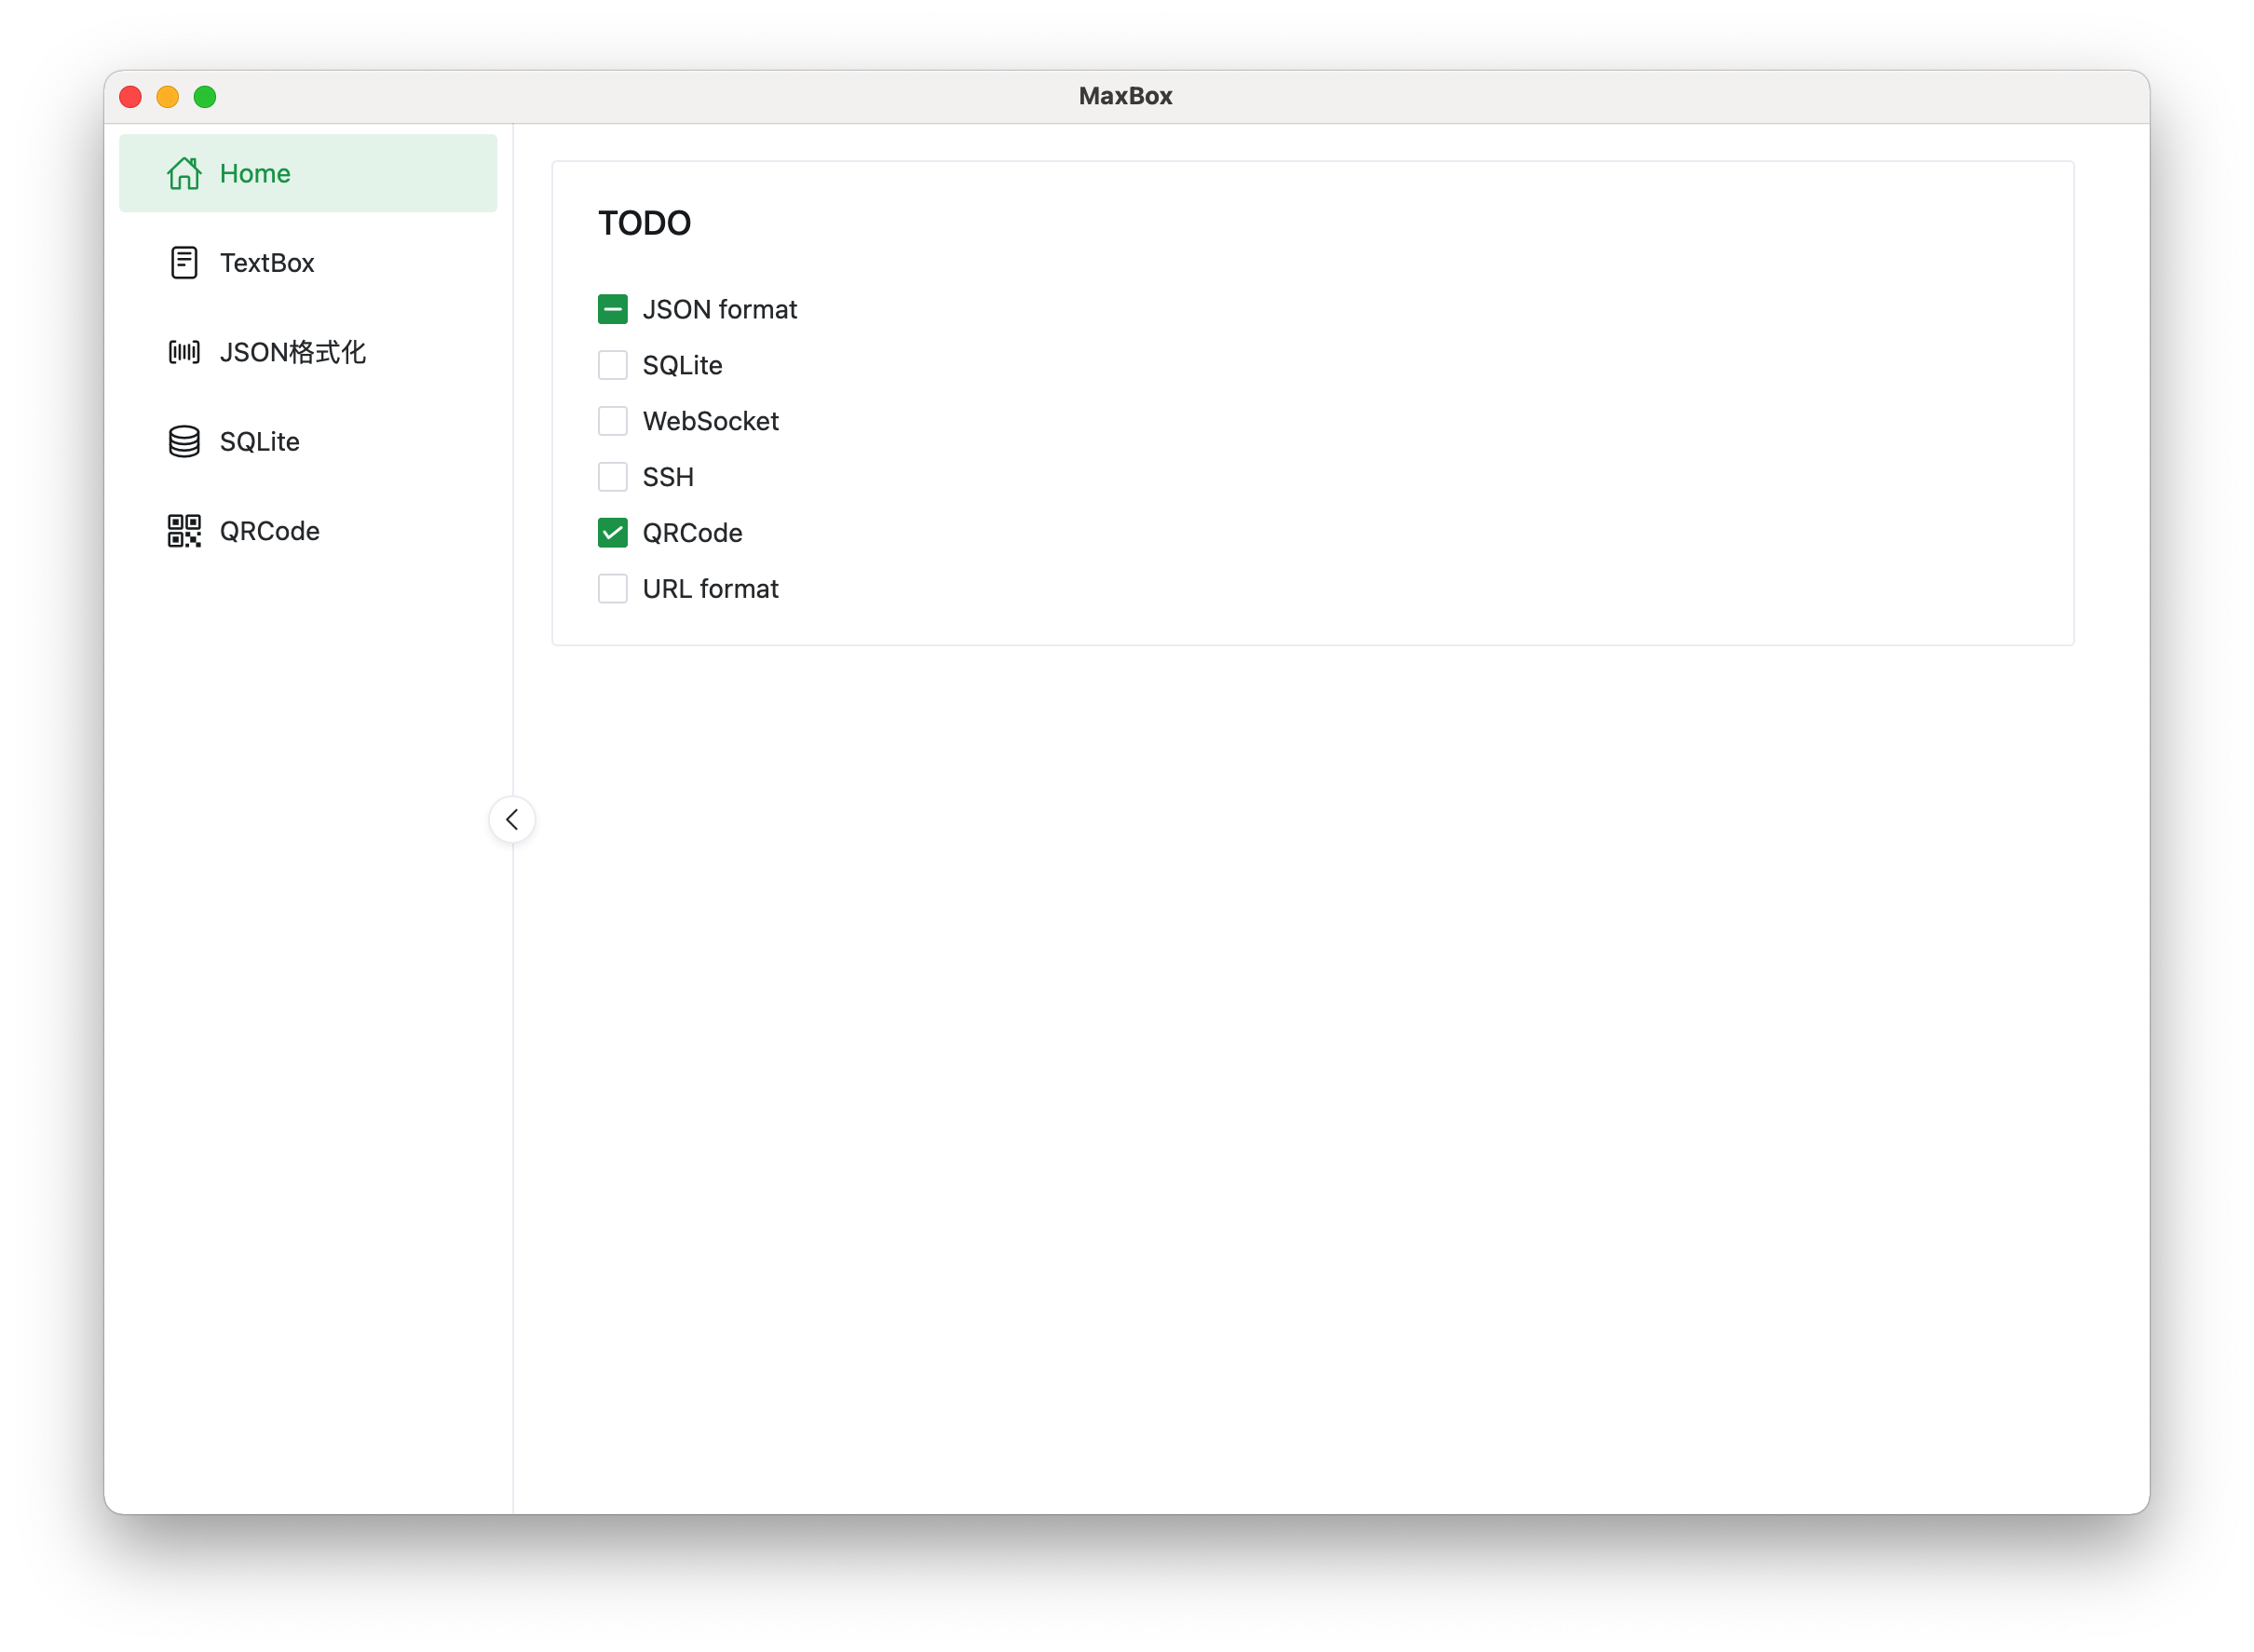 MaxBox
Home
TextBox
JSON格式化
SQLite
QRCode
TODO
JSON format
SQLite
WebSocket
SSH
QRCode
URL format